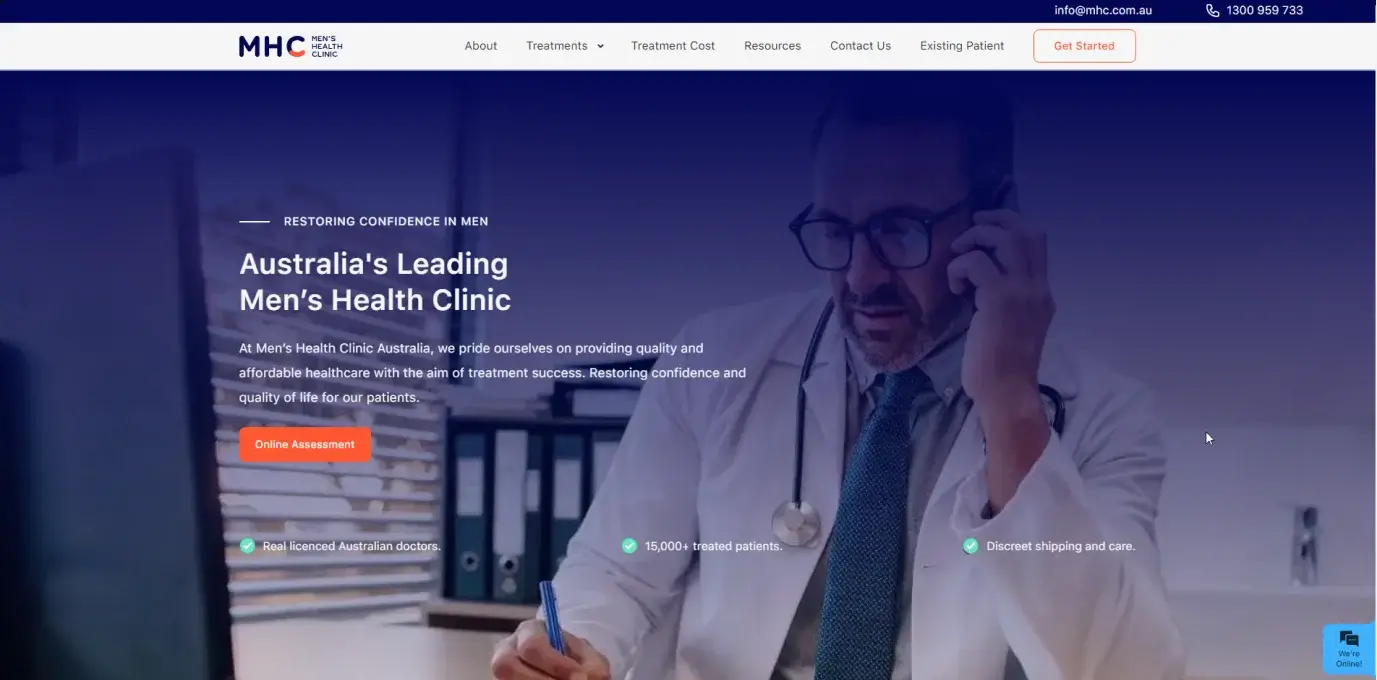 info@mhc.com.au
1300 959 733
MHC MEN'S HEALTH CLINIC
About
Treatments
Treatment Cost
Resources
Contact Us
Existing Patient
Get Started
RESTORING CONFIDENCE IN MEN
Australia's Leading
Men’s Health Clinic
At Men’s Health Clinic Australia, we pride ourselves on providing quality and
affordable healthcare with the aim of treatment success. Restoring confidence and
quality of life for our patients.
Online Assessment
Real licenced Australian doctors.
15,000+ treated patients.
Discreet shipping and care.
We're
Online!